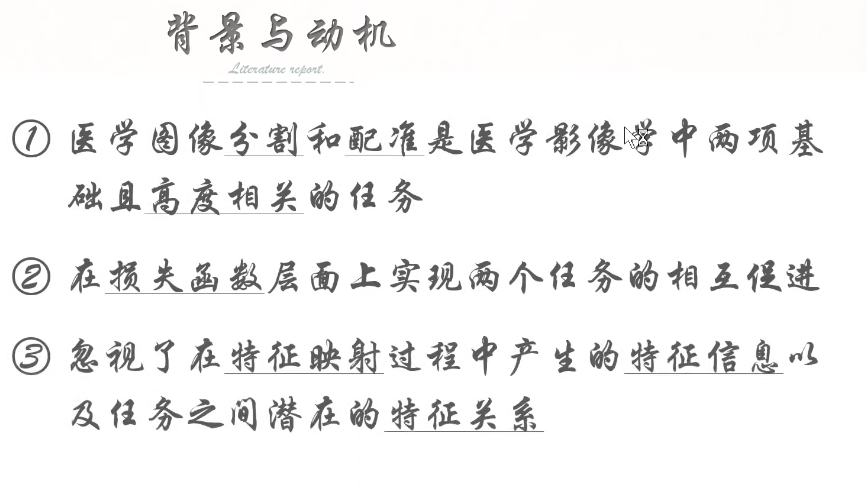 背景与动机
Literature report.
① 医学图像分割和配准是医学影像学中两项基
础且高度相关的任务
② 在损失函数层面上实现两个任务的相互促进
③ 忽视了在特征映射过程中产生的特征信息以
及任务之间潜在的特征关系